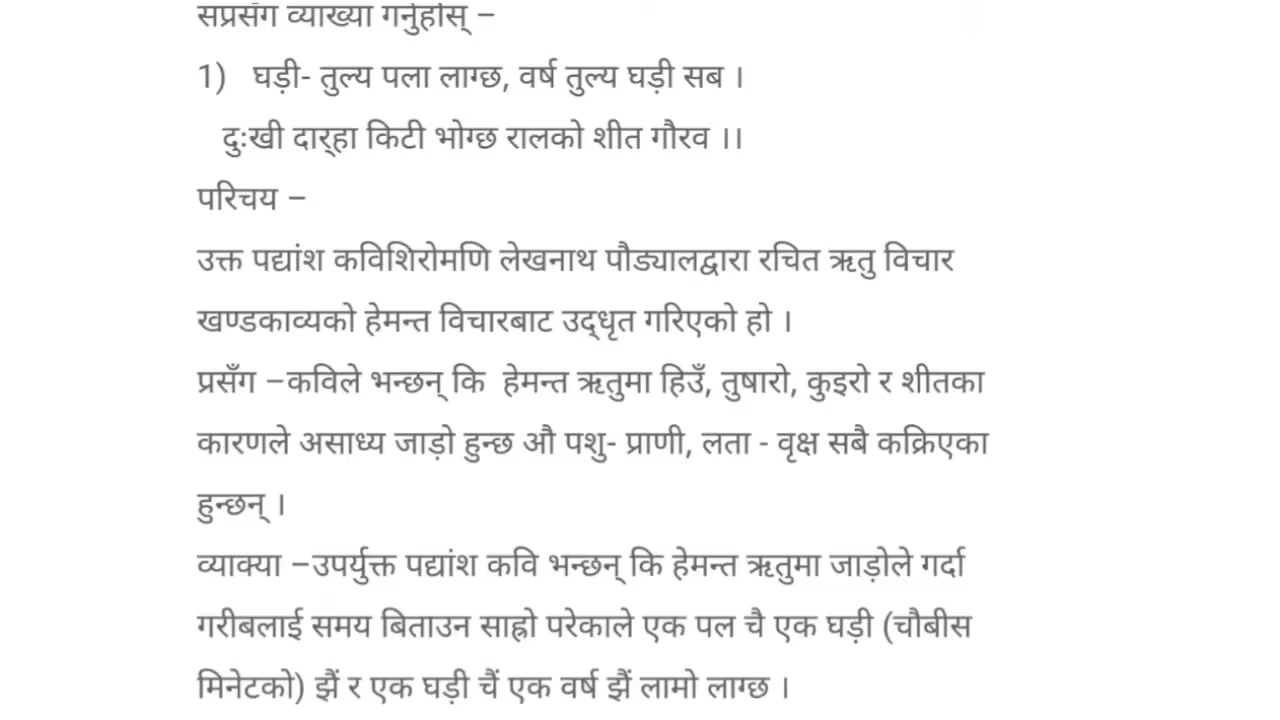 सप्रसँग व्याख्या गर्नुहोस् –
1) घड़ी- तुल्य पला लाग्छ, वर्ष तुल्य घड़ी सब ।
दुःखी दाऱ्हा किटी भोग्छ रालको शीत गौरव ।।
परिचय –
उक्त पद्यांश कविशिरोमणि लेखनाथ पौड्यालद्वारा रचित ऋतु विचार
खण्डकाव्यको हेमन्त विचारबाट उद्धृत गरिएको हो ।
प्रसँग –कविले भन्छन् कि हेमन्त ऋतुमा हिउँ, तुषारो, कुइरो र शीतका
कारणले असाध्य जाड़ो हुन्छ औ पशु- प्राणी, लता - वृक्ष सबै कक्रिएका
हुन्छन् ।
व्याक्या –उपर्युक्त पद्यांश कवि भन्छन् कि हेमन्त ऋतुमा जाड़ोले गर्दा
गरीबलाई समय बिताउन साह्रो परेकाले एक पल चै एक घड़ी (चौबीस
मिनेटको) झैं र एक घड़ी चैं एक वर्ष झैं लामो लाग्छ ।